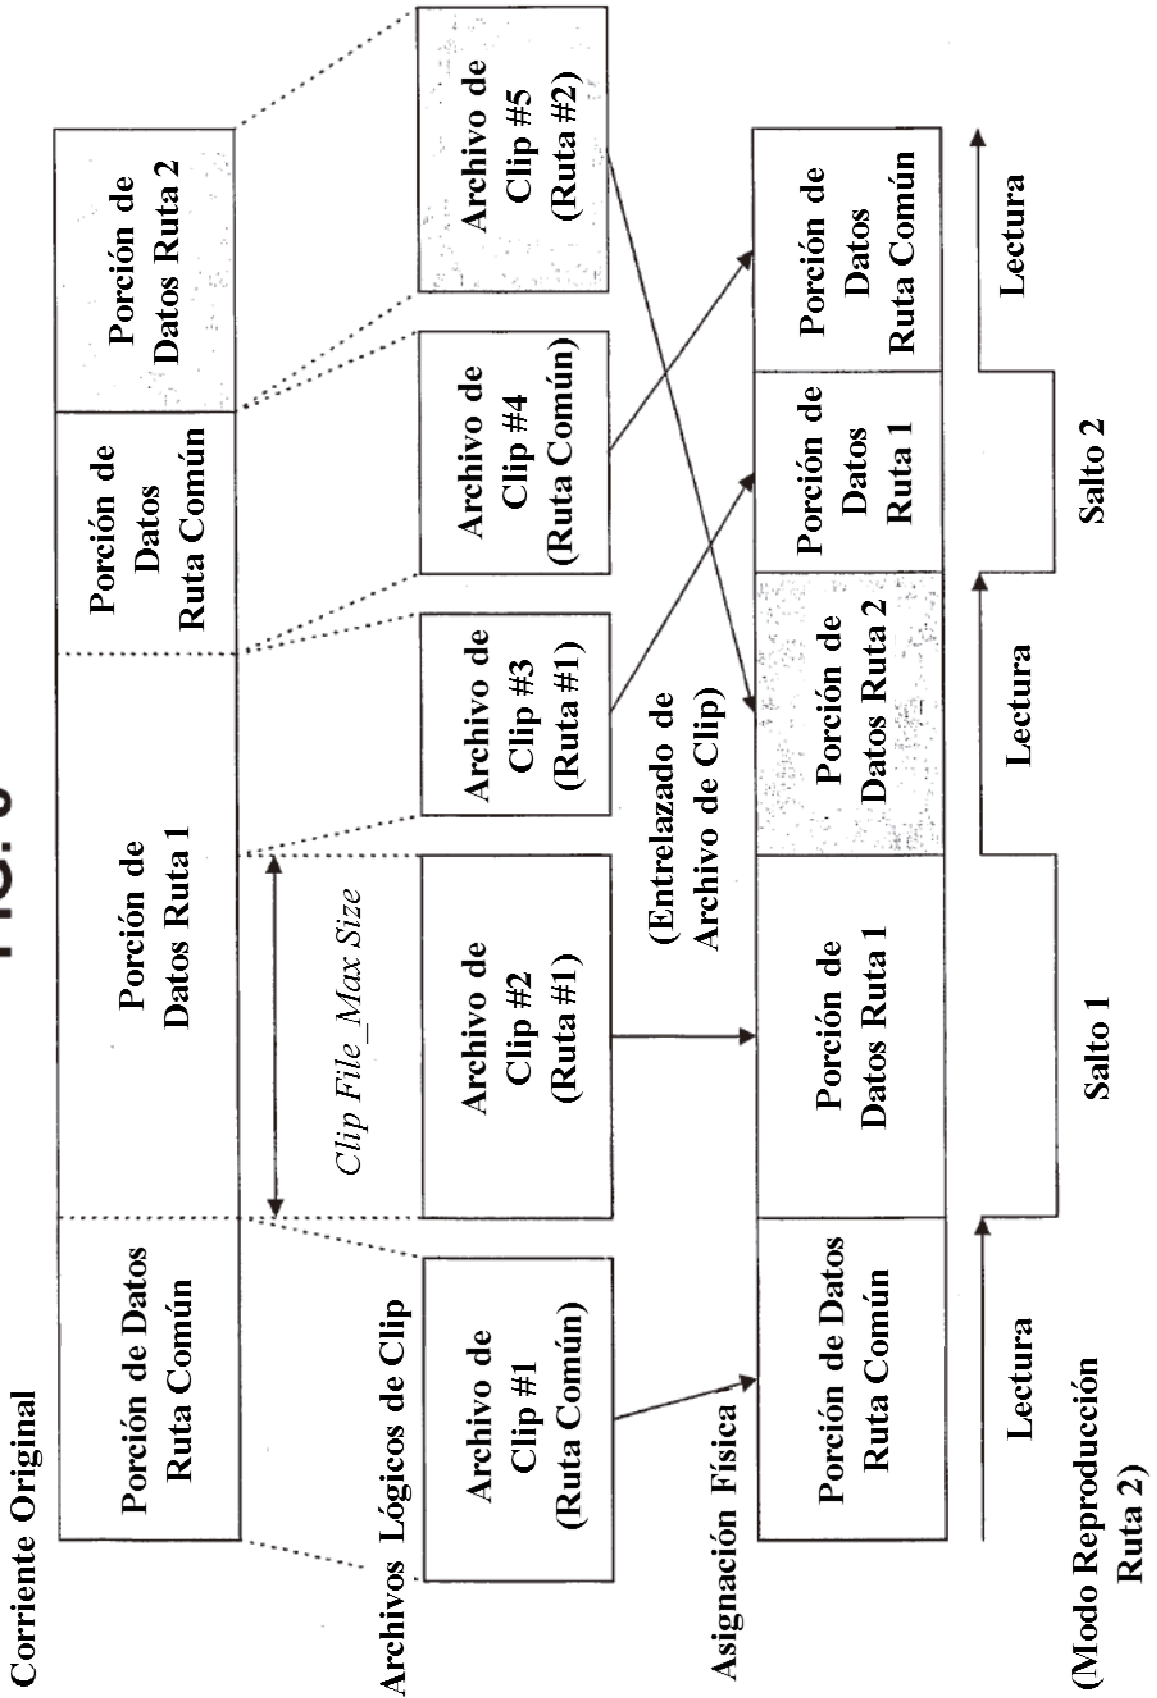 Corriente Original
Porción de Datos
Ruta Común
Porción de
Datos Ruta 1
Porción de
Datos
Ruta Común
Porción de
Datos Ruta 2
Clip File_Max Size
Archivos Lógicos de Clip
Archivo de
Clip #1
(Ruta Común)
Archivo de
Clip #2
(Ruta #1)
Archivo de
Clip #3
(Ruta #1)
Archivo de
Clip #4
(Ruta Común)
Archivo de
Clip #5
(Ruta #2)
(Entrelazado de
Archivo de Clip)
Asignación Física
Porción de Datos
Ruta Común
Porción de
Datos Ruta 1
Porción de
Datos Ruta 2
Porción de
Datos
Ruta 1
Porción de
Datos
Ruta Común
Lectura
Lectura
Lectura
Salto 1
Salto 2
(Modo Reproducción
Ruta 2)